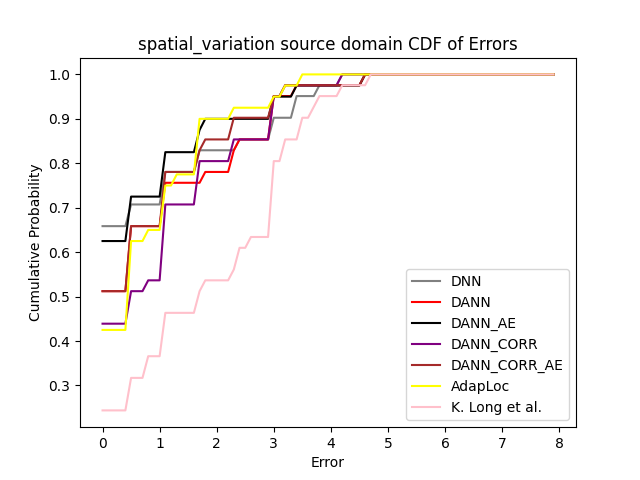 spatial_variation source domain CDF of Errors
Cumulative Probability
1.0
0.9
0.8
0.7
0.6
0.5
0.4
0.3
0 1 2 3 4 5 6 7 8
Error
DNN
DANN
DANN_AE
DANN_CORR
DANN_CORR_AE
AdapLoc
K. Long et al.